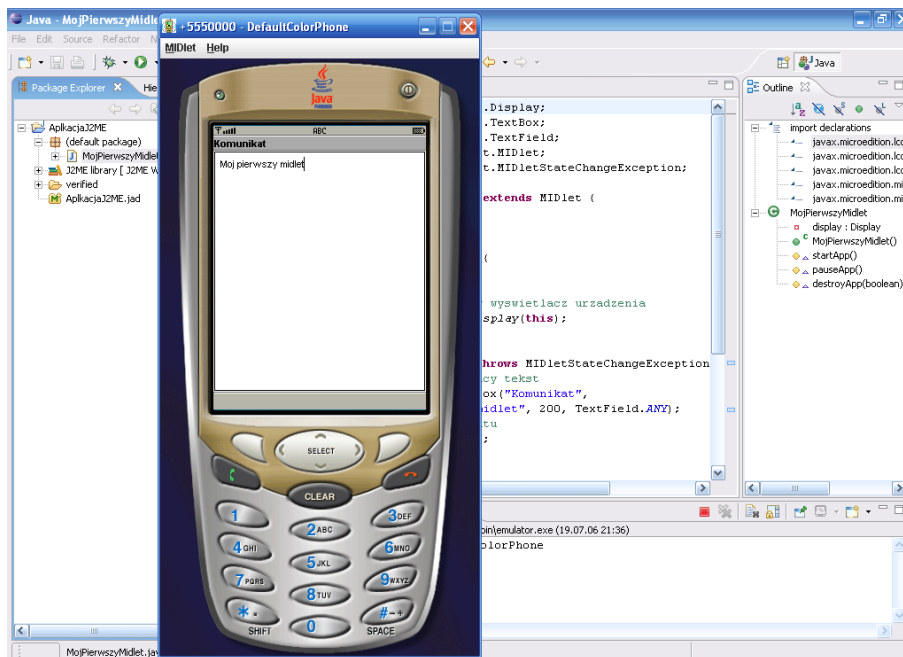 Java - MojPierwszyMidl
+5550000 - DefaultColorPhone
File Edit Source Refactor N
MIDlet Help
Java
Package Explorer Hie
Outline
AplkacjaJ2ME
(default package)
MojPierwszyMidlet
J2ME library [ J2ME W
verified
AplkacjaJ2ME.jad
Java
ABC
Komunikat
Moj pierwszy midlet
SELECT
CLEAR
1
2ABC
3DEF
4GHI
5JKL
6MNO
7PQRS
8TUV
9WXYZ
* .
0
#-+
SHIFT
SPACE
.Display;
.TextBox;
.TextField;
t.MIDlet;
t.MIDletStateChangeException;
extends MIDlet {
{
wyswietlacz urzadzenia
splay(this);
hrows MIDletStateChangeException
cy tekst
ox("Komunikat",
idlet", 200, TextField.ANY);
tu
;
import declarations
javax.microedition.lcd
javax.microedition.lcd
javax.microedition.lcd
javax.microedition.mi
javax.microedition.mi
MojPierwszyMidlet
display : Display
MojPierwszyMidlet()
startApp()
pauseApp()
destroyApp(boolean)
bin\emulator.exe (19.07.06 21:36)
olorPhone
MojPierwszyMidlet.jav